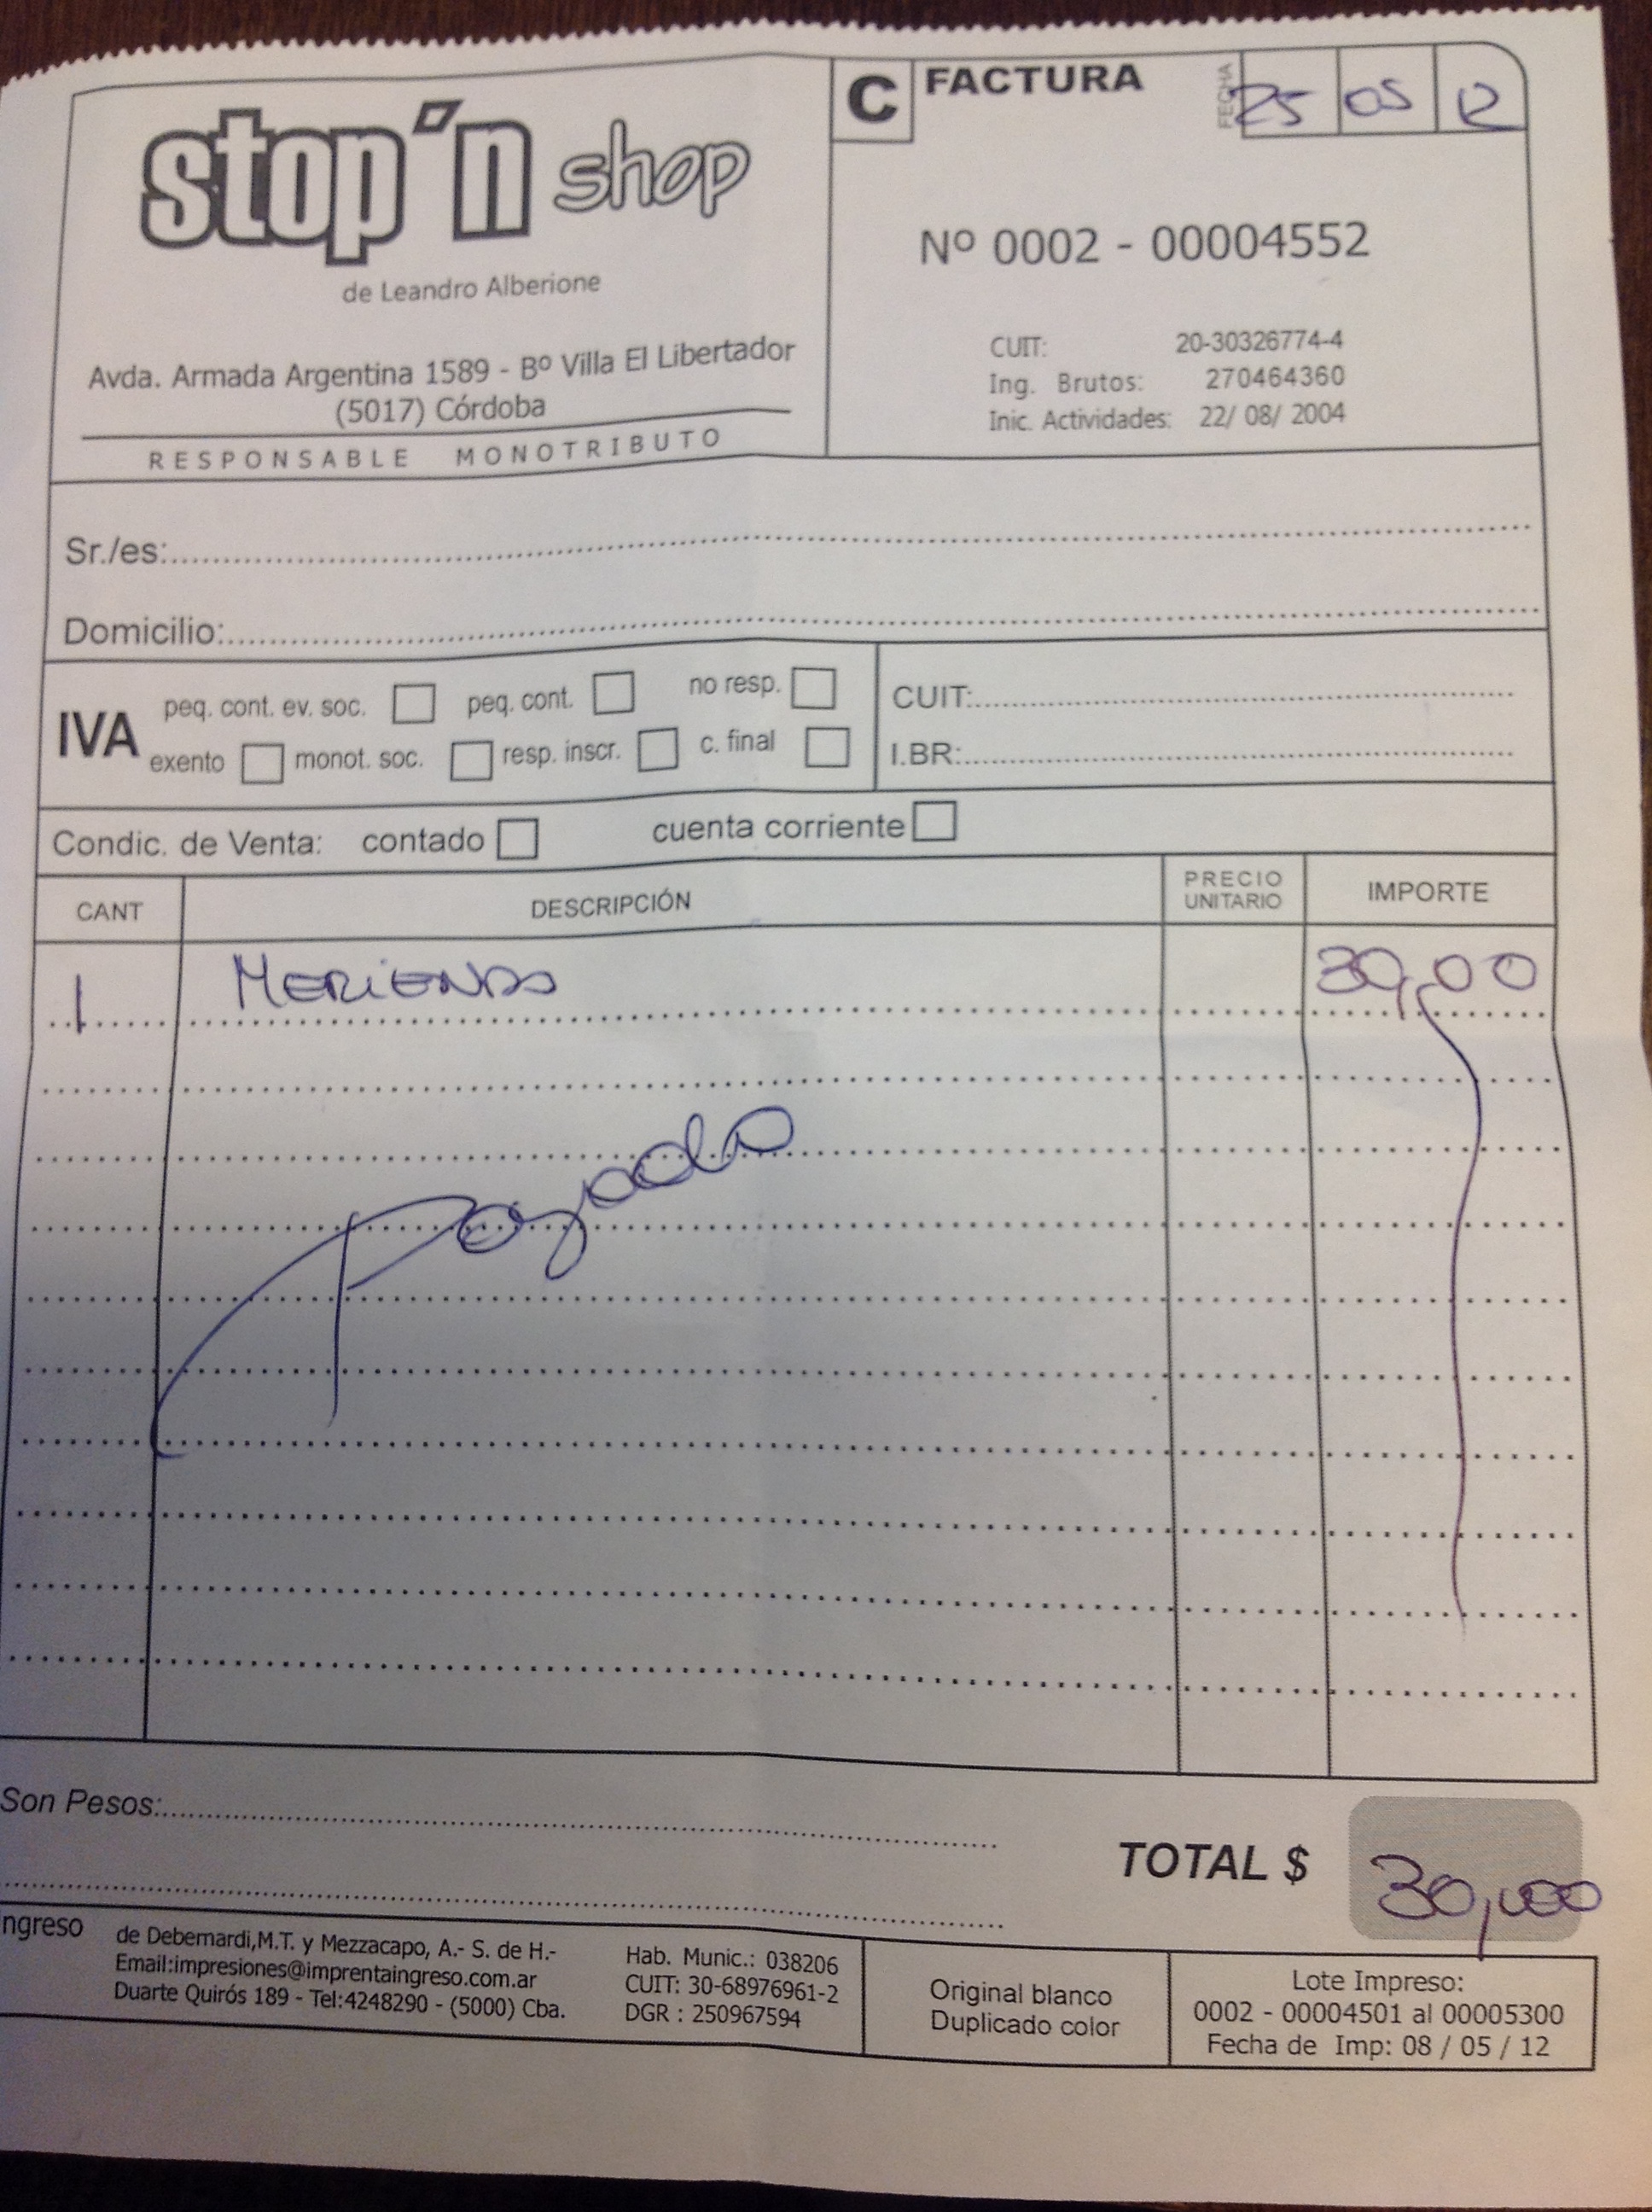 stop'n shop
de Leandro Alberione
Avda. Armada Argentina 1589 - Bº Villa El Libertador
(5017) Córdoba
RESPONSABLE MONOTRIBUTO
C FACTURA
FECHA 25 05 12
Nº 0002 - 00004552
CUIT: 20-30326774-4
Ing. Brutos: 270464360
Inic. Actividades: 22/ 08/ 2004
Sr./es:
Domicilio:
IVA
peq. cont. ev. soc. peq. cont. no resp.
exento monot. soc. resp. inscr. c. final
CUIT:
I.BR:
Condic. de Venta: contado cuenta corriente
CANT DESCRIPCIÓN PRECIO UNITARIO IMPORTE
1 MERIENDA 30,00
Pagado
Son Pesos:
TOTAL $ 30,00
ngreso
de Debernardi,M.T. y Mezzacapo, A.- S. de H.-
Email:impresiones@imprentaingreso.com.ar
Duarte Quirós 189 - Tel:4248290 - (5000) Cba.
Hab. Munic.: 038206
CUIT: 30-68976961-2
DGR : 250967594
Original blanco
Duplicado color
Lote Impreso:
0002 - 00004501 al 00005300
Fecha de Imp: 08 / 05 / 12